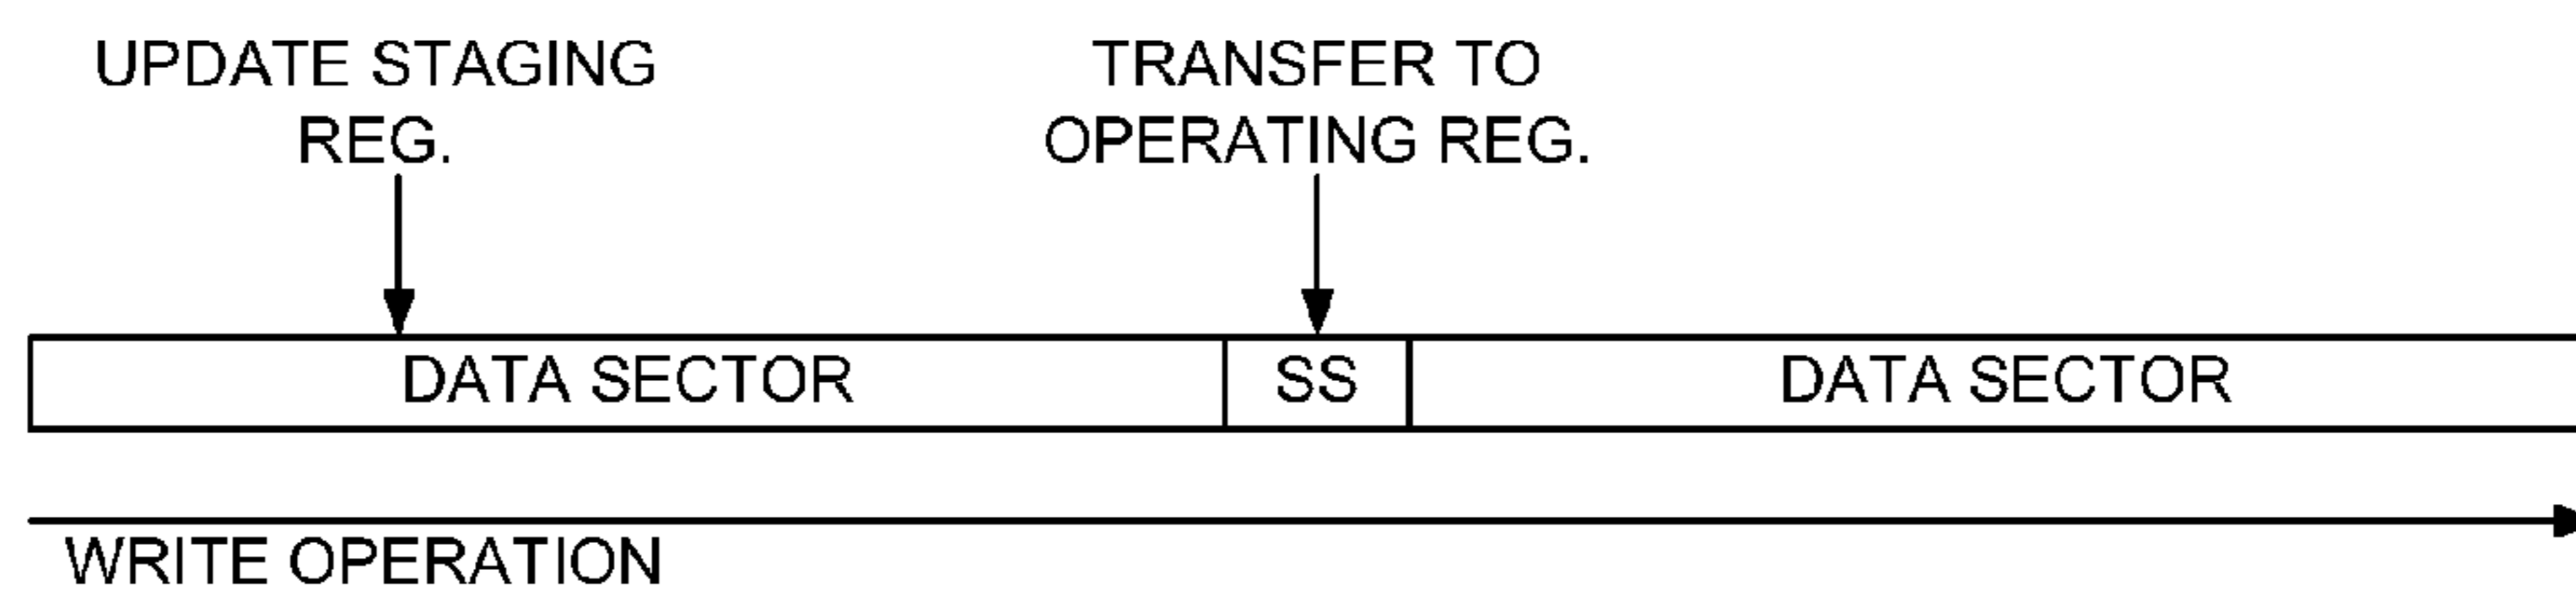 UPDATE STAGING
REG.
TRANSFER TO
OPERATING REG.
DATA SECTOR
SS
DATA SECTOR
WRITE OPERATION